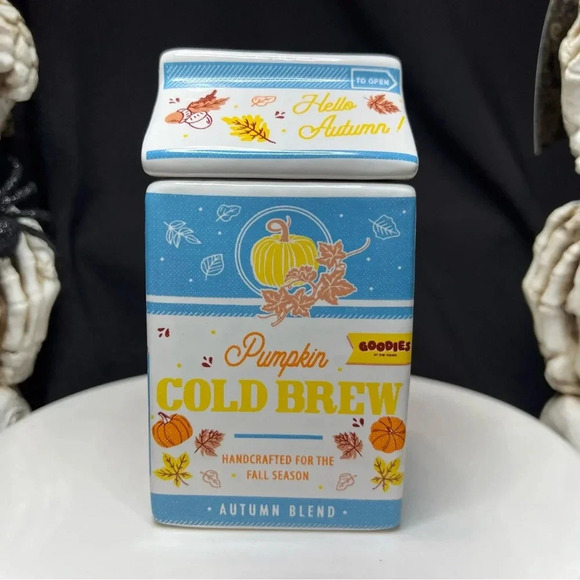 TO OPEN
Hello
Autumn!
Pumpkin
GOODIES
COLD BREW
HANDCRAFTED FOR THE
FALL SEASON
· AUTUMN BLEND ·